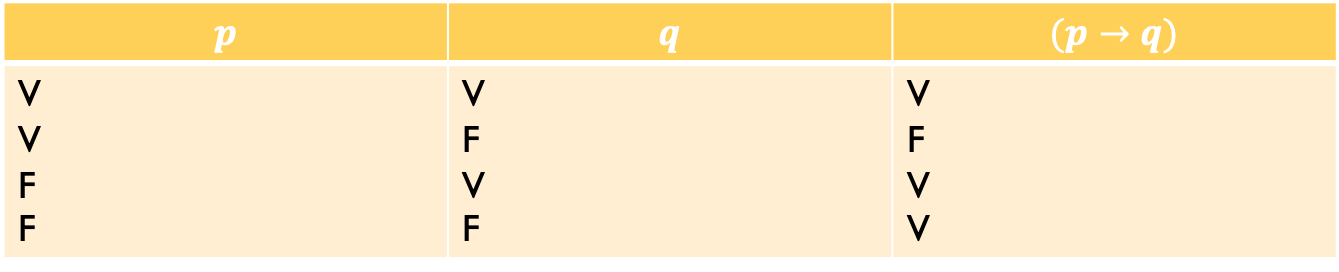 p q (p → q)
V V V
V F F
F V V
F F V